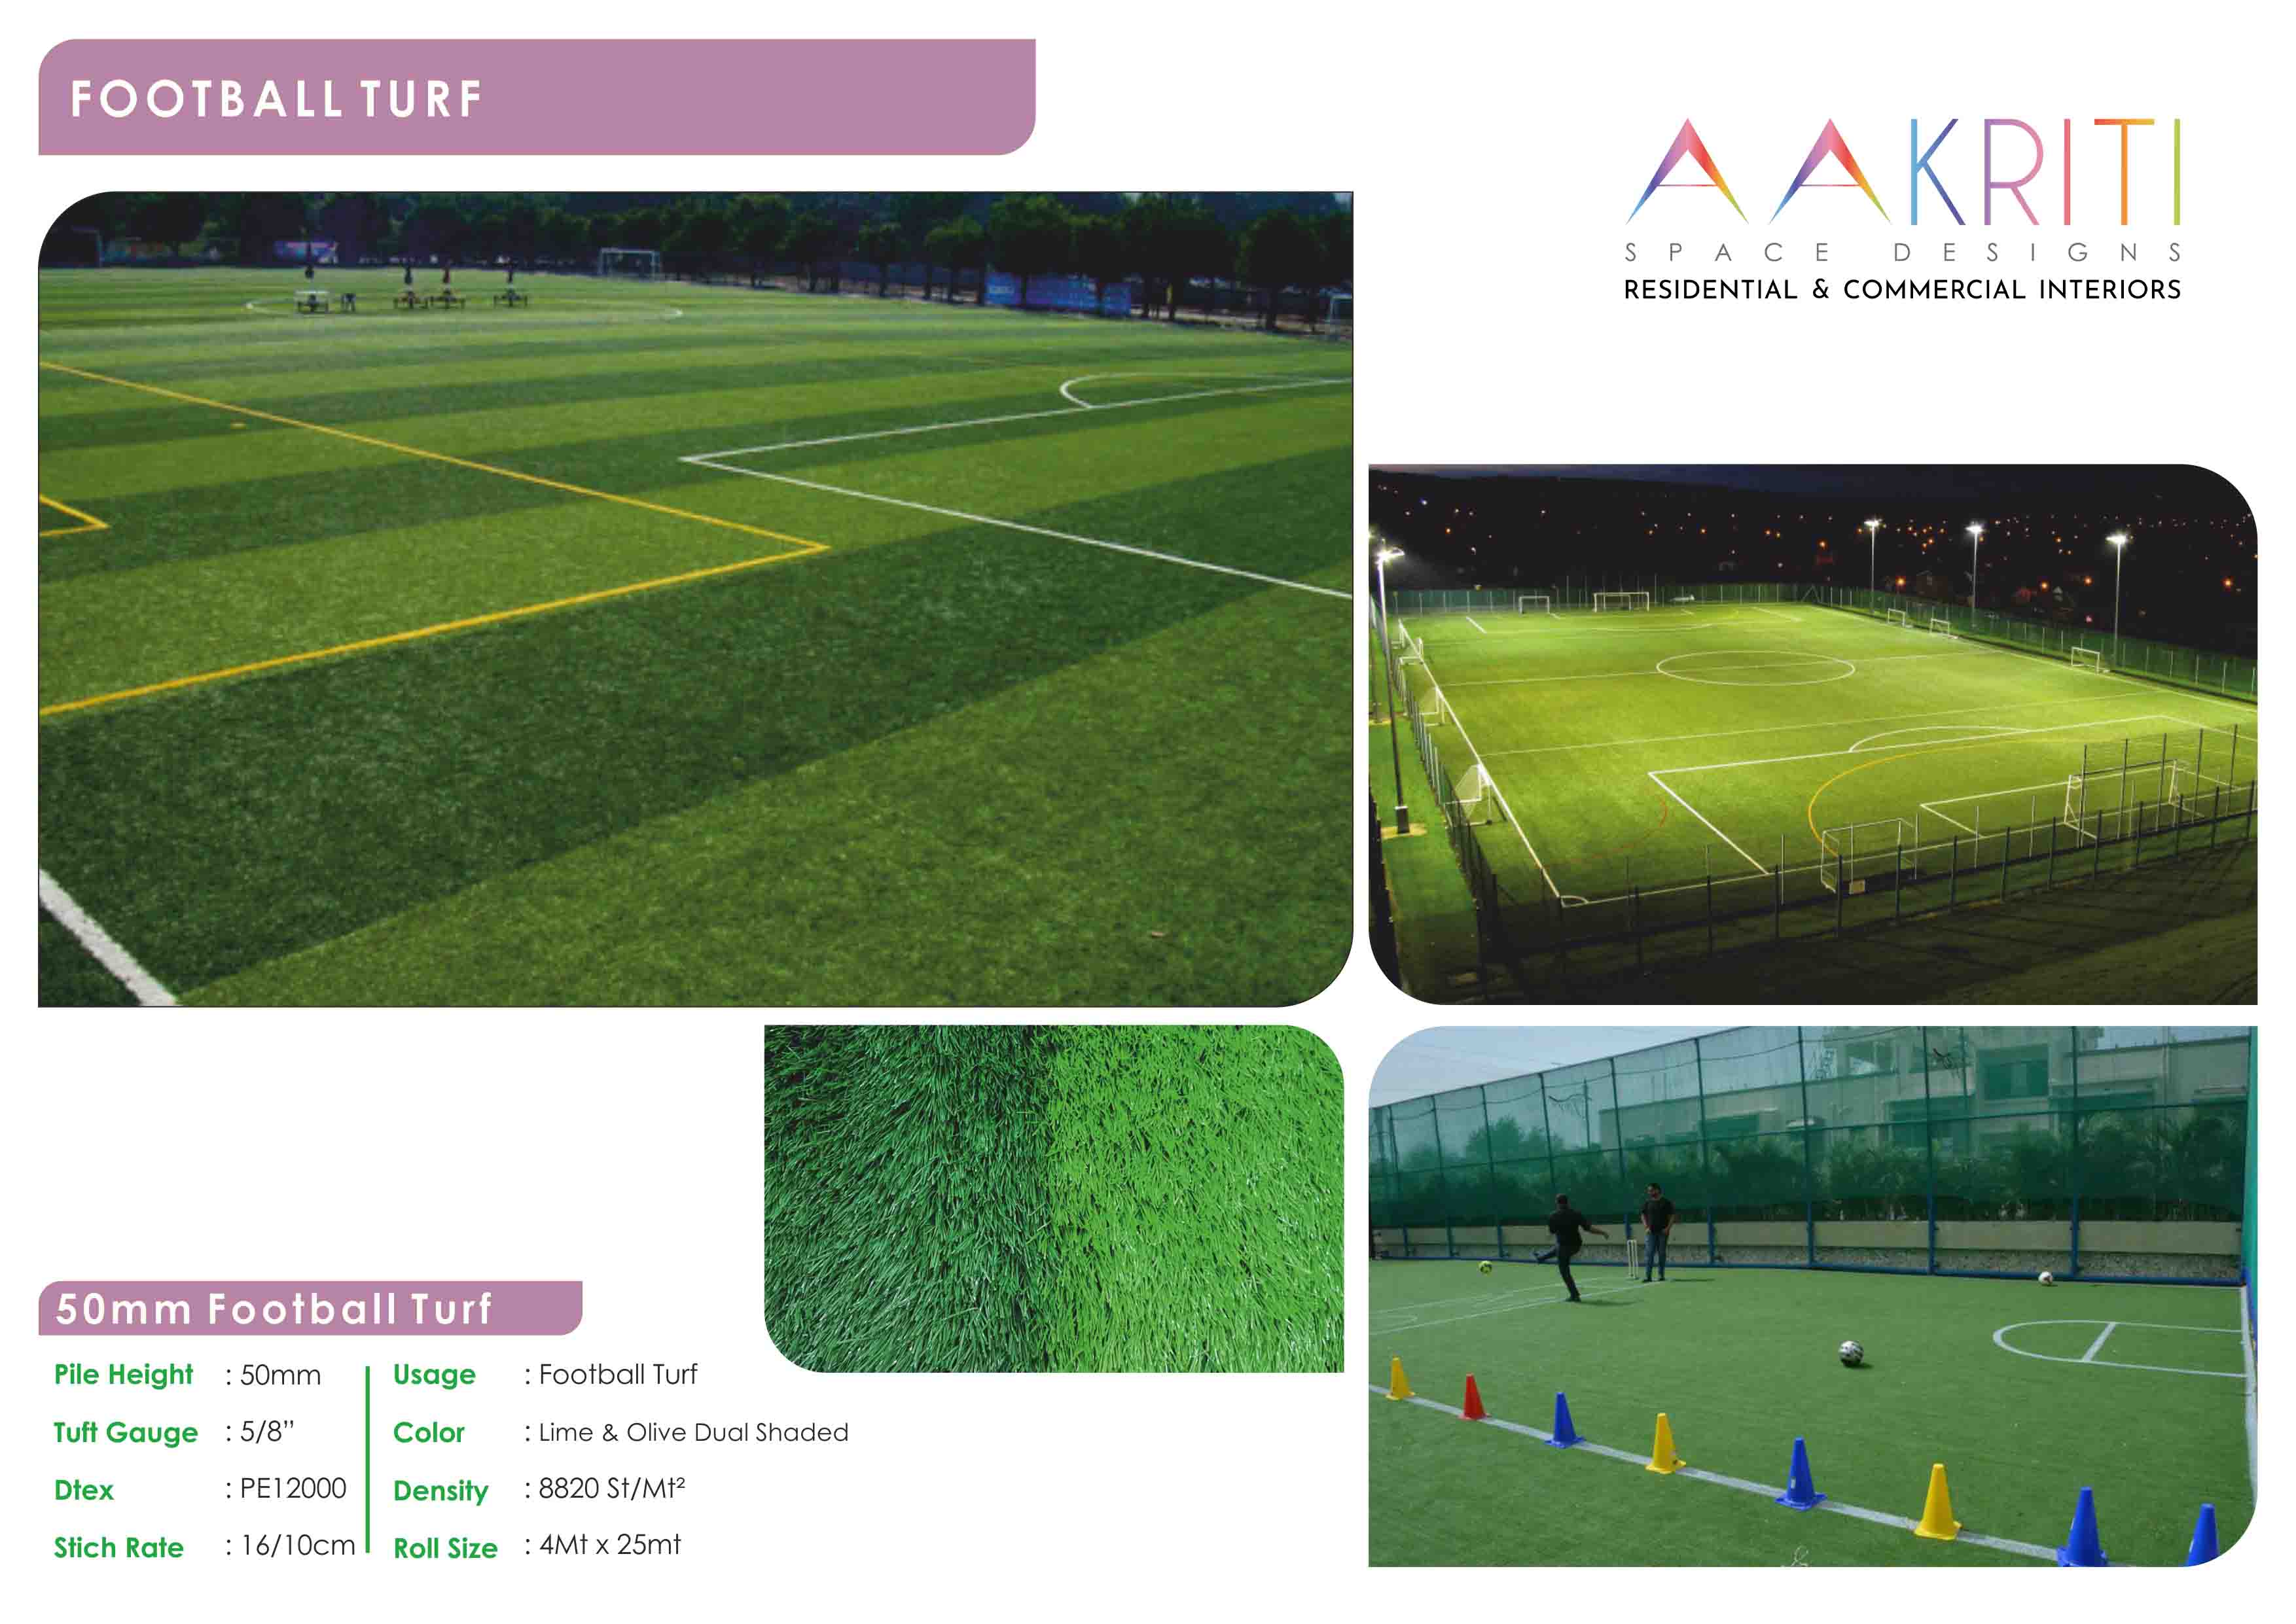 FOOTBALL TURF
AAKRITI
SPACE DESIGNS
RESIDENTIAL & COMMERCIAL INTERIORS
50mm Football Turf
Pile Height : 50mm
Tuft Gauge : 5/8”
Dtex : PE12000
Stich Rate : 16/10cm
Usage : Football Turf
Color : Lime & Olive Dual Shaded
Density : 8820 St/Mt²
Roll Size : 4Mt x 25mt